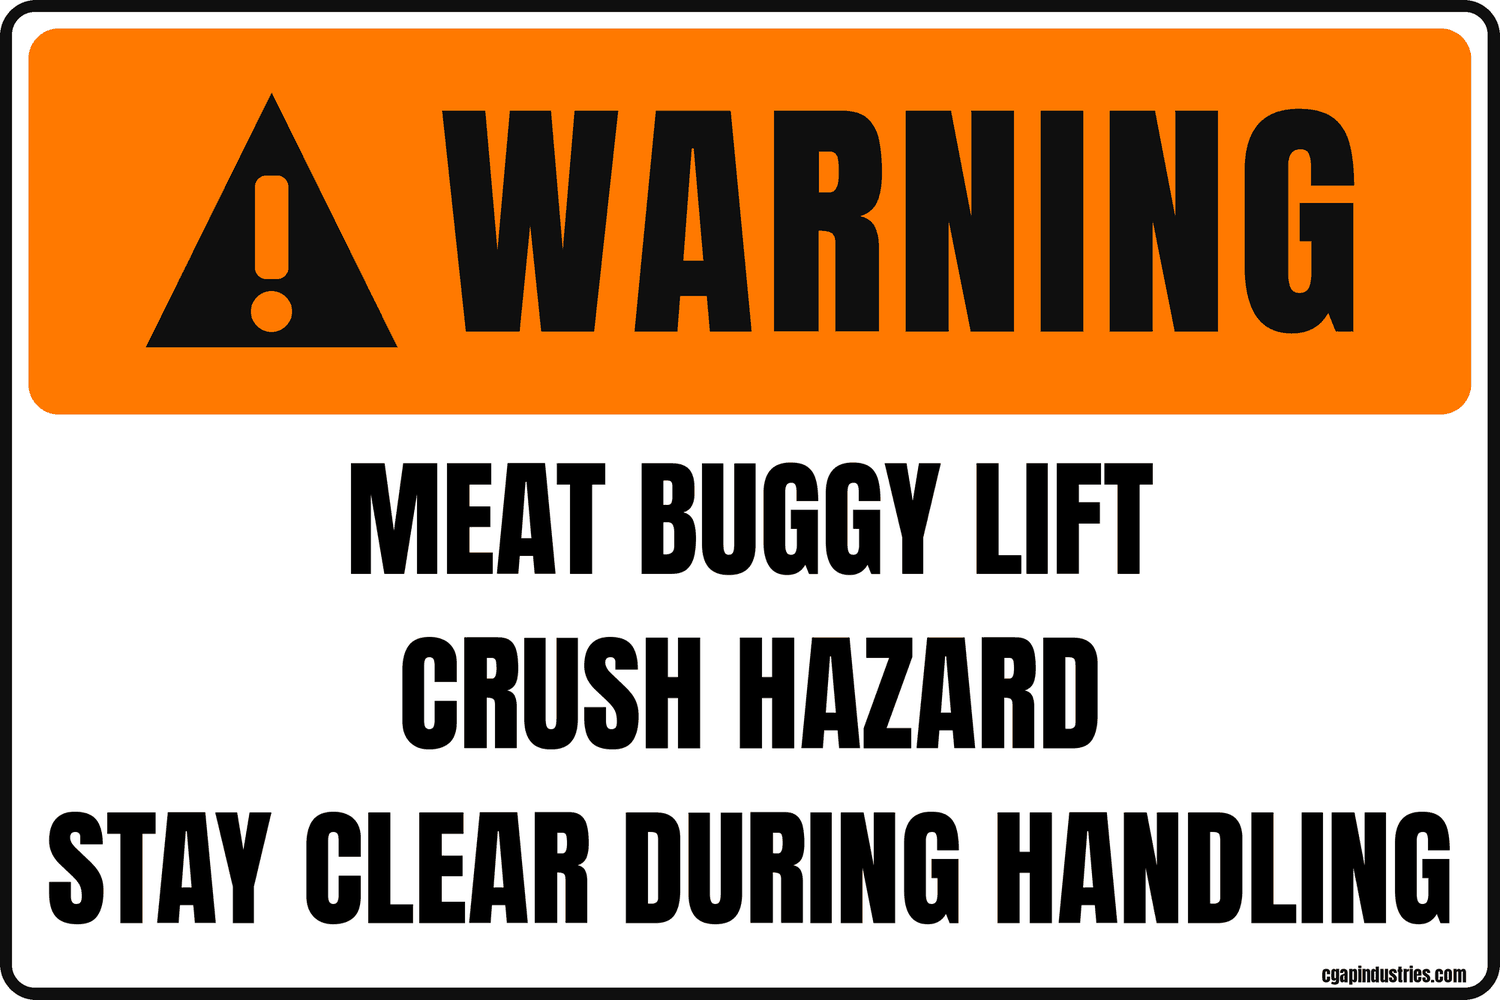 WARNING
MEAT BUGGY LIFT
CRUSH HAZARD
STAY CLEAR DURING HANDLING
cgapindustries.com